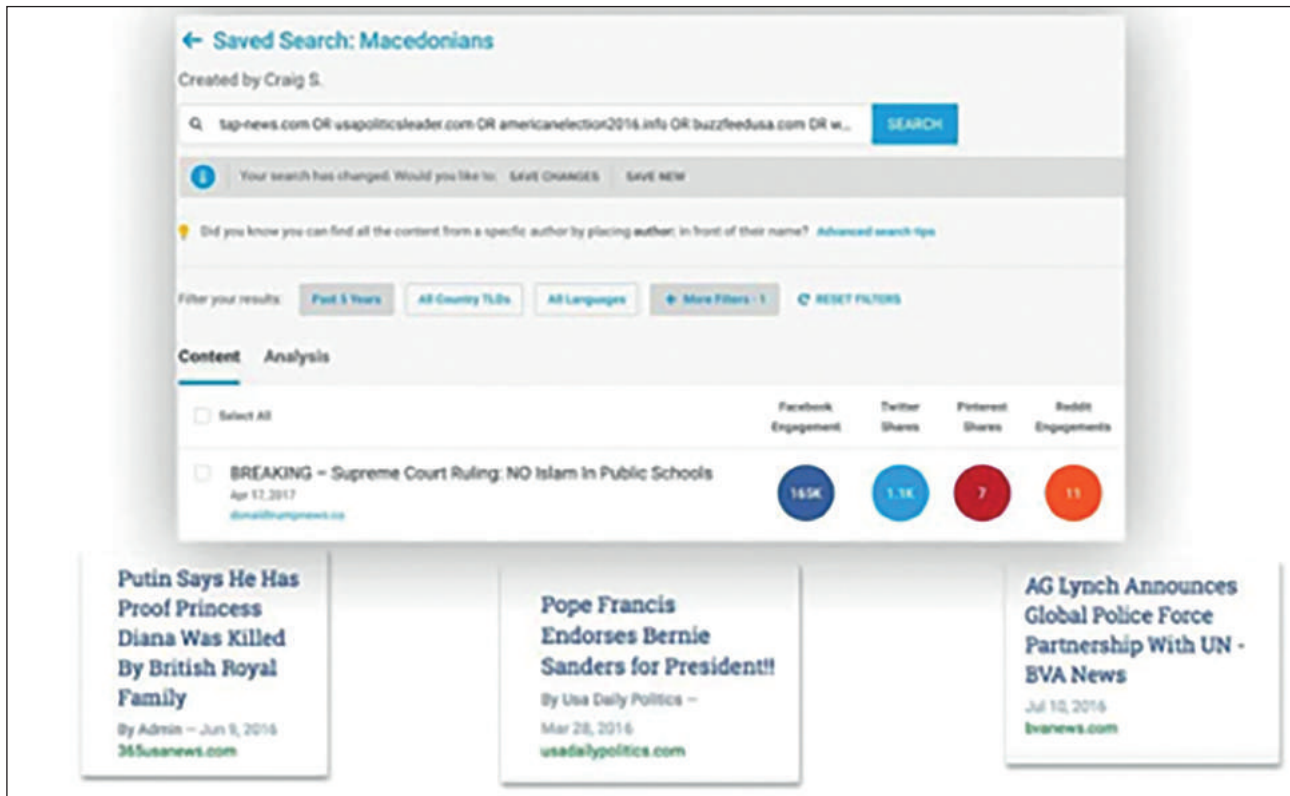 ← Saved Search: Macedonians
Created by Craig S.
tap-news.com OR usapoliticsleader.com OR americanelection2016.info OR buzzfeedusa.com OR w...
SEARCH
Your search has changed. Would you like to: SAVE CHANGES SAVE NEW
Did you know you can find all the content from a specific author by placing author: in front of their name? Advanced search tips
Filter your results: Past 5 Years All Country TLDs All Languages More Filters - 1 RESET FILTERS
Content Analysis
Select All
Facebook Engagement
Twitter Shares
Pinterest Shares
Reddit Engagements
BREAKING – Supreme Court Ruling: NO Islam In Public Schools
Apr 17, 2017
donaldtrumpnews.co
165K 1.1K 7 11
Putin Says He Has
Proof Princess
Diana Was Killed
By British Royal
Family
By Admin – Jun 9, 2016
365usanews.com
Pope Francis
Endorses Bernie
Sanders for President!!
By Usa Daily Politics –
Mar 28, 2016
usadailypolitics.com
AG Lynch Announces
Global Police Force
Partnership With UN -
BVA News
Jul 10, 2016
bvanews.com